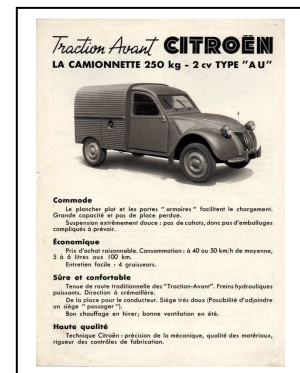 Traction Avant CITROËN
LA CAMIONNETTE 250 kg - 2 cv TYPE "AU"
Commode
Le plancher plat et les portes "armoires" facilitent le chargement.
Grande capacité et pas de place perdue.
Suspension extrêmement douce : pas de cahots, donc pas d'emballages
compliqués à prévoir.
Économique
Prix d'achat raisonnable. Consommation : à 40 ou 50 km/h de moyenne,
5 à 6 litres aux 100 km.
Entretien facile : 4 graisseurs.
Sûre et confortable
Tenue de route traditionnelle des "Traction-Avant". Freins hydrauliques
puissants. Direction à crémaillère.
De la place pour le conducteur. Siège très doux (Possibilité d'adjoindre
un siège "passager").
Bon chauffage en hiver; bonne ventilation en été.
Haute qualité
Technique Citroën : précision de la mécanique, qualité des matériaux,
rigueur des contrôles de fabrication.